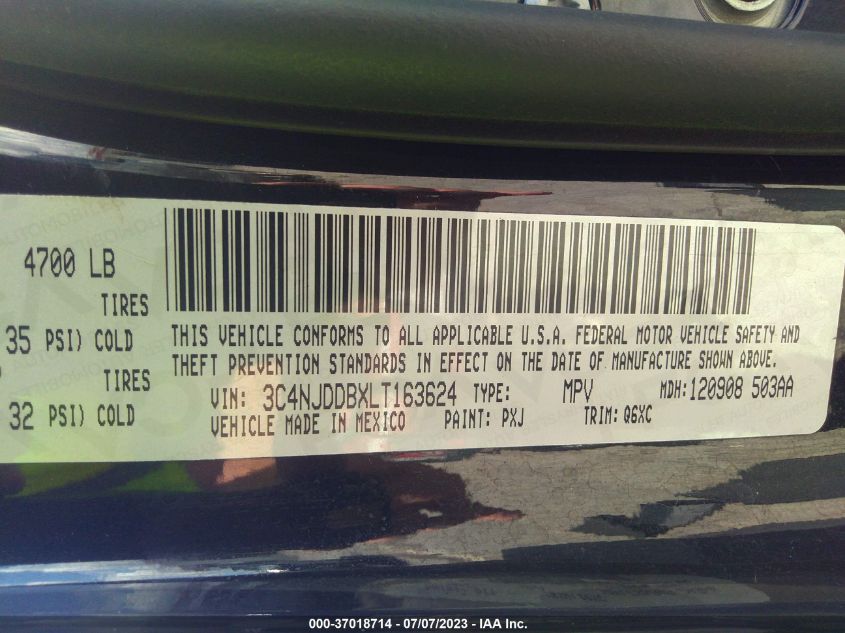 4700 LB
TIRES
35 PSI) COLD
TIRES
32 PSI) COLD
THIS VEHICLE CONFORMS TO ALL APPLICABLE U.S.A. FEDERAL MOTOR VEHICLE SAFETY AND
THEFT PREVENTION STANDARDS IN EFFECT ON THE DATE OF MANUFACTURE SHOWN ABOVE.
VIN: 3C4NJDDBXLT163624 TYPE: MPV MDH: 120908 503AA
VEHICLE MADE IN MEXICO PAINT: PXJ TRIM: Q6XC
000-37018714 - 07/07/2023 - IAA Inc.